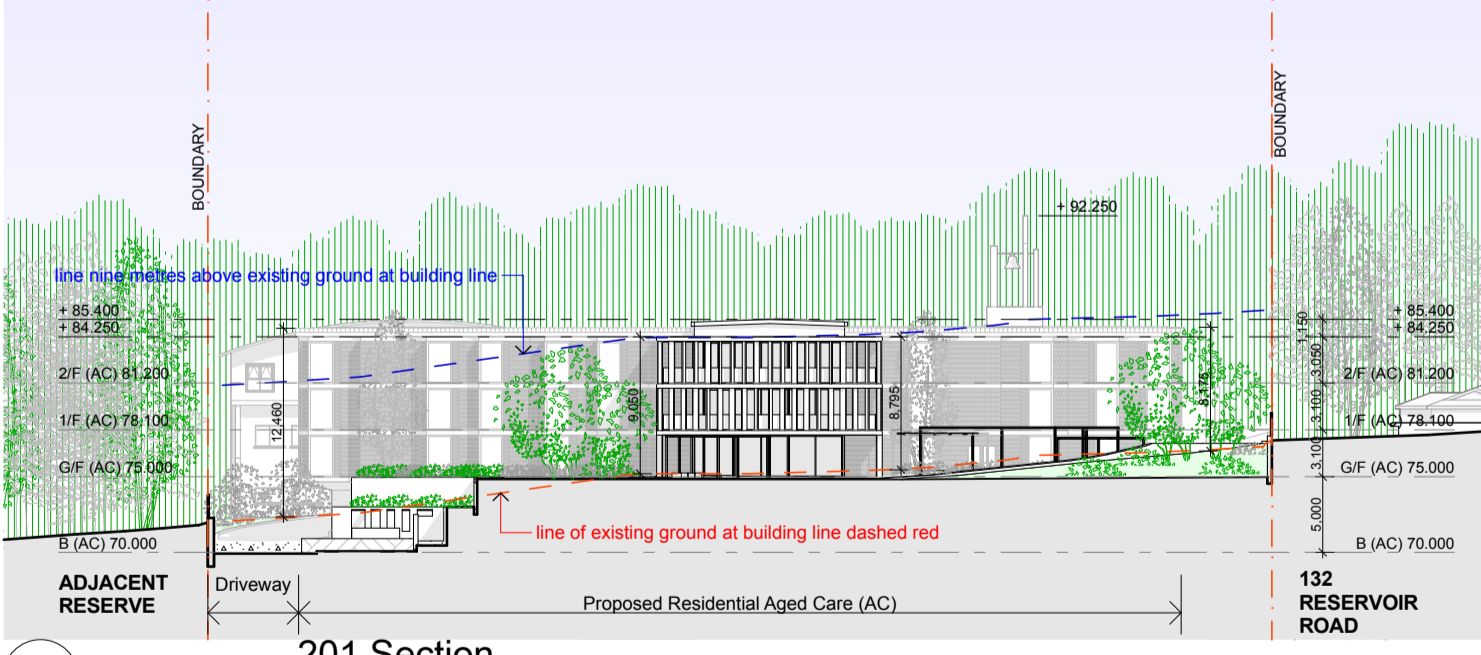 BOUNDARY
BOUNDARY
+ 92.250
line nine metres above existing ground at building line
+ 85.400
+ 84.250
2/F (AC) 81.200
1/F (AC) 78.100
G/F (AC) 75.000
B (AC) 70.000
12.460
9.050
8.795
8.175
1.150
3.050
3.100
3.100
5.000
+ 85.400
+ 84.250
2/F (AC) 81.200
1/F (AC) 78.100
G/F (AC) 75.000
B (AC) 70.000
line of existing ground at building line dashed red
ADJACENT
RESERVE
Driveway
Proposed Residential Aged Care (AC)
132
RESERVOIR
ROAD
201 Section